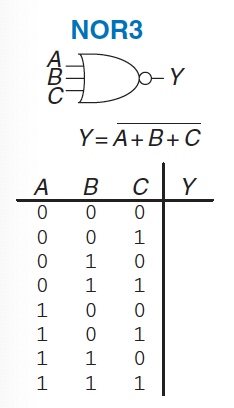 NOR3
A
B
C
Y
Y = A + B + C
A B C Y
0 0 0
0 0 1
0 1 0
0 1 1
1 0 0
1 0 1
1 1 0
1 1 1